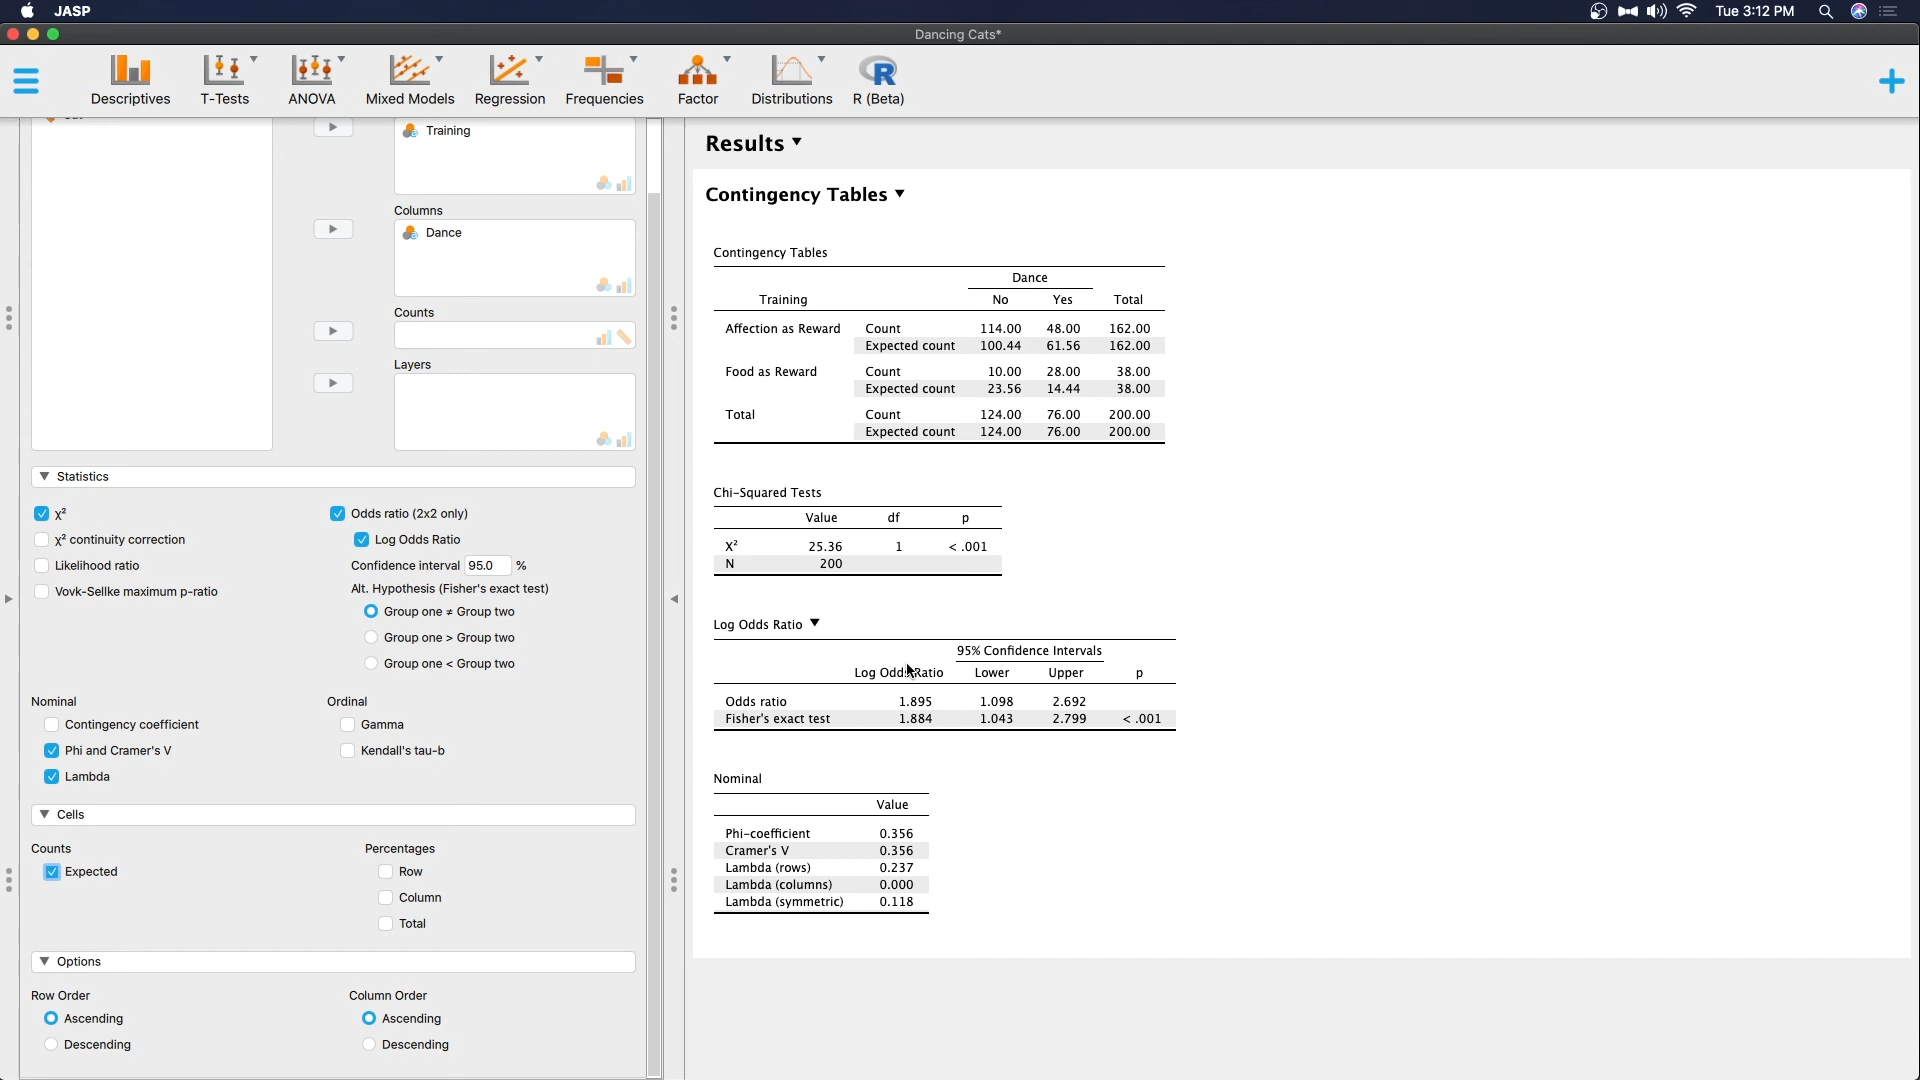 JASP
Tue 3:12 PM
Dancing Cats*
Descriptives T-Tests ANOVA Mixed Models Regression Frequencies Factor Distributions R (Beta)
Training
Columns
Dance
Counts
Layers
Statistics
χ² Odds ratio (2x2 only)
χ² continuity correction Log Odds Ratio
Likelihood ratio Confidence interval 95.0 %
Vovk-Sellke maximum p-ratio Alt. Hypothesis (Fisher's exact test)
Group one ≠ Group two
Group one > Group two
Group one < Group two
Nominal Ordinal
Contingency coefficient Gamma
Phi and Cramer's V Kendall's tau-b
Lambda
Cells
Counts Percentages
Expected Row
Column
Total
Options
Row Order Column Order
Ascending Ascending
Descending Descending
Results
Contingency Tables
Contingency Tables
Dance
Training No Yes Total
Affection as Reward Count 114.00 48.00 162.00
Expected count 100.44 61.56 162.00
Food as Reward Count 10.00 28.00 38.00
Expected count 23.56 14.44 38.00
Total Count 124.00 76.00 200.00
Expected count 124.00 76.00 200.00
Chi-Squared Tests
Value df p
X² 25.36 1 < .001
N 200
Log Odds Ratio
95% Confidence Intervals
Log Odds Ratio Lower Upper p
Odds ratio 1.895 1.098 2.692
Fisher's exact test 1.884 1.043 2.799 < .001
Nominal
Value
Phi-coefficient 0.356
Cramer's V 0.356
Lambda (rows) 0.237
Lambda (columns) 0.000
Lambda (symmetric) 0.118